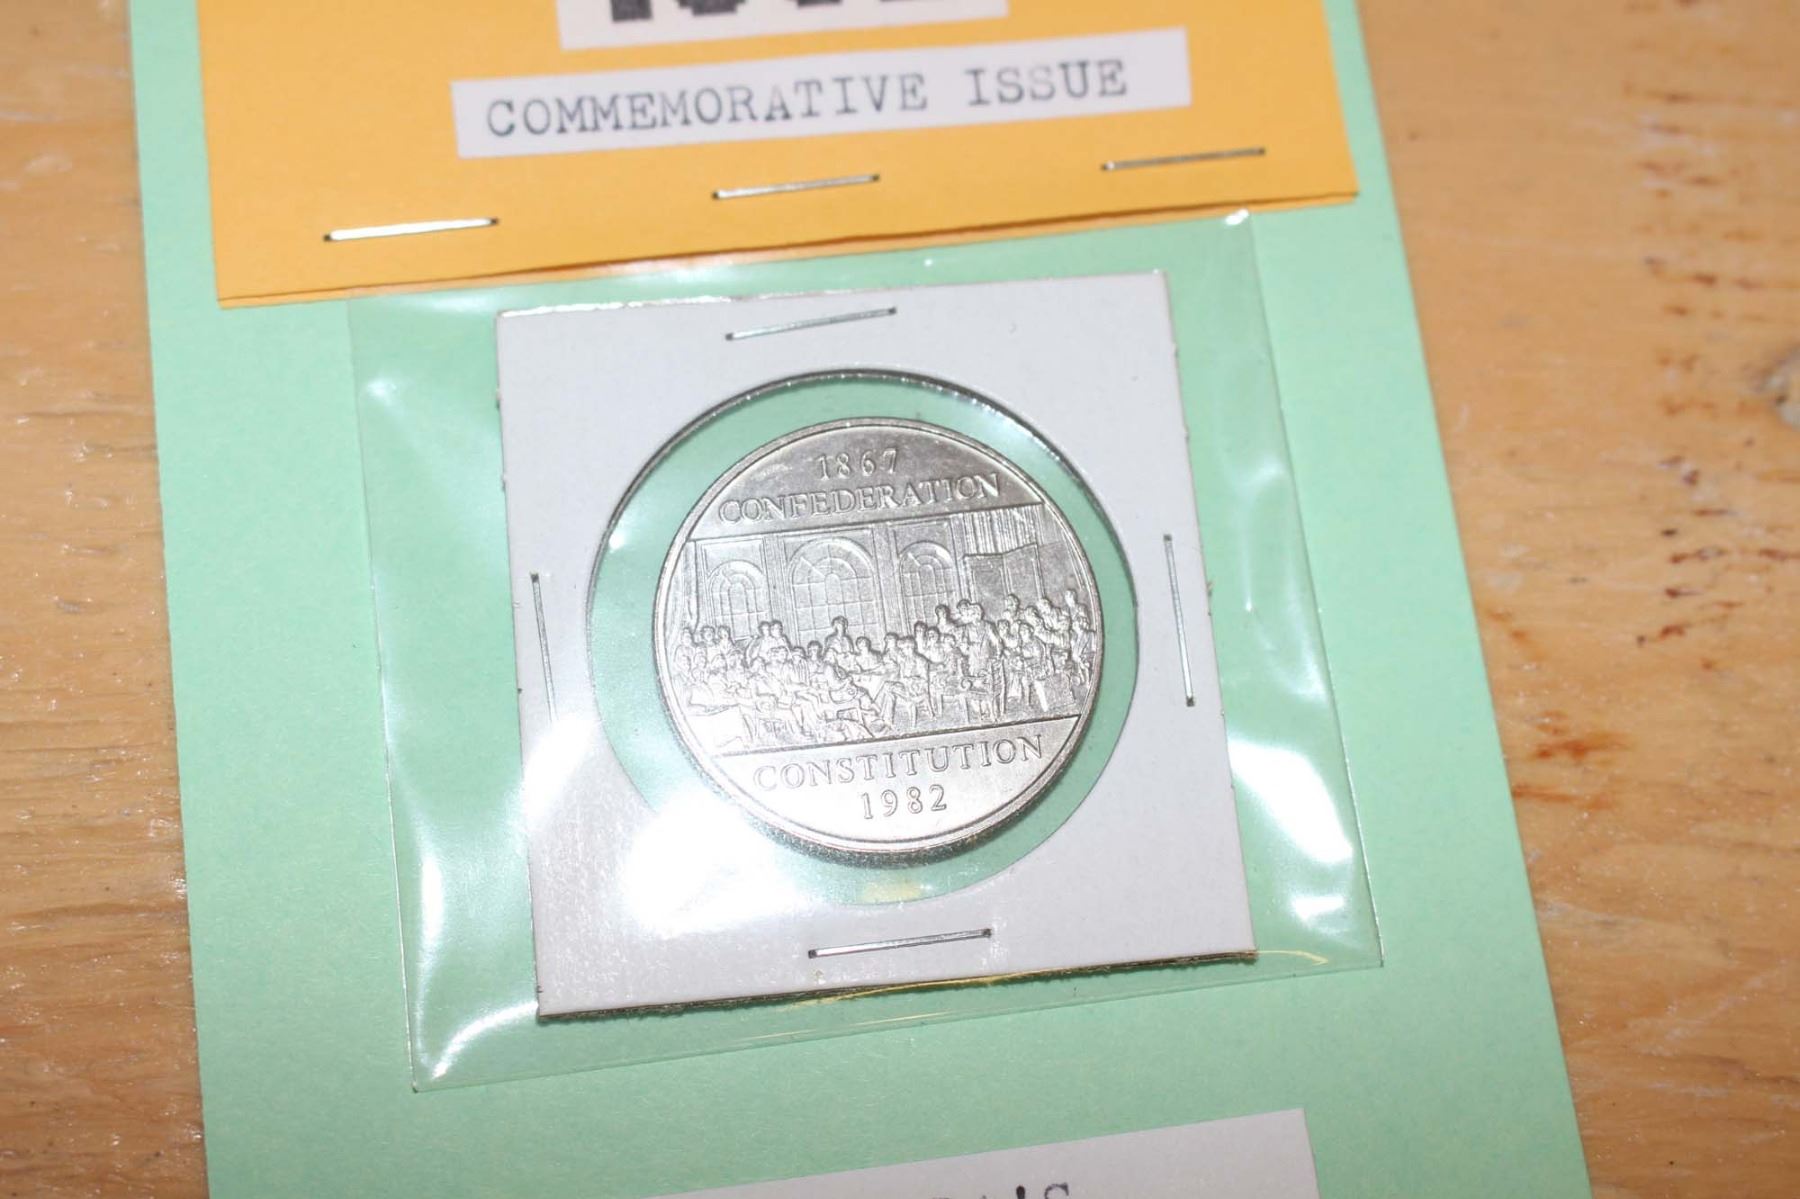 COMMEMORATIVE ISSUE
1867
CONFEDERATION
CONSTITUTION
1982